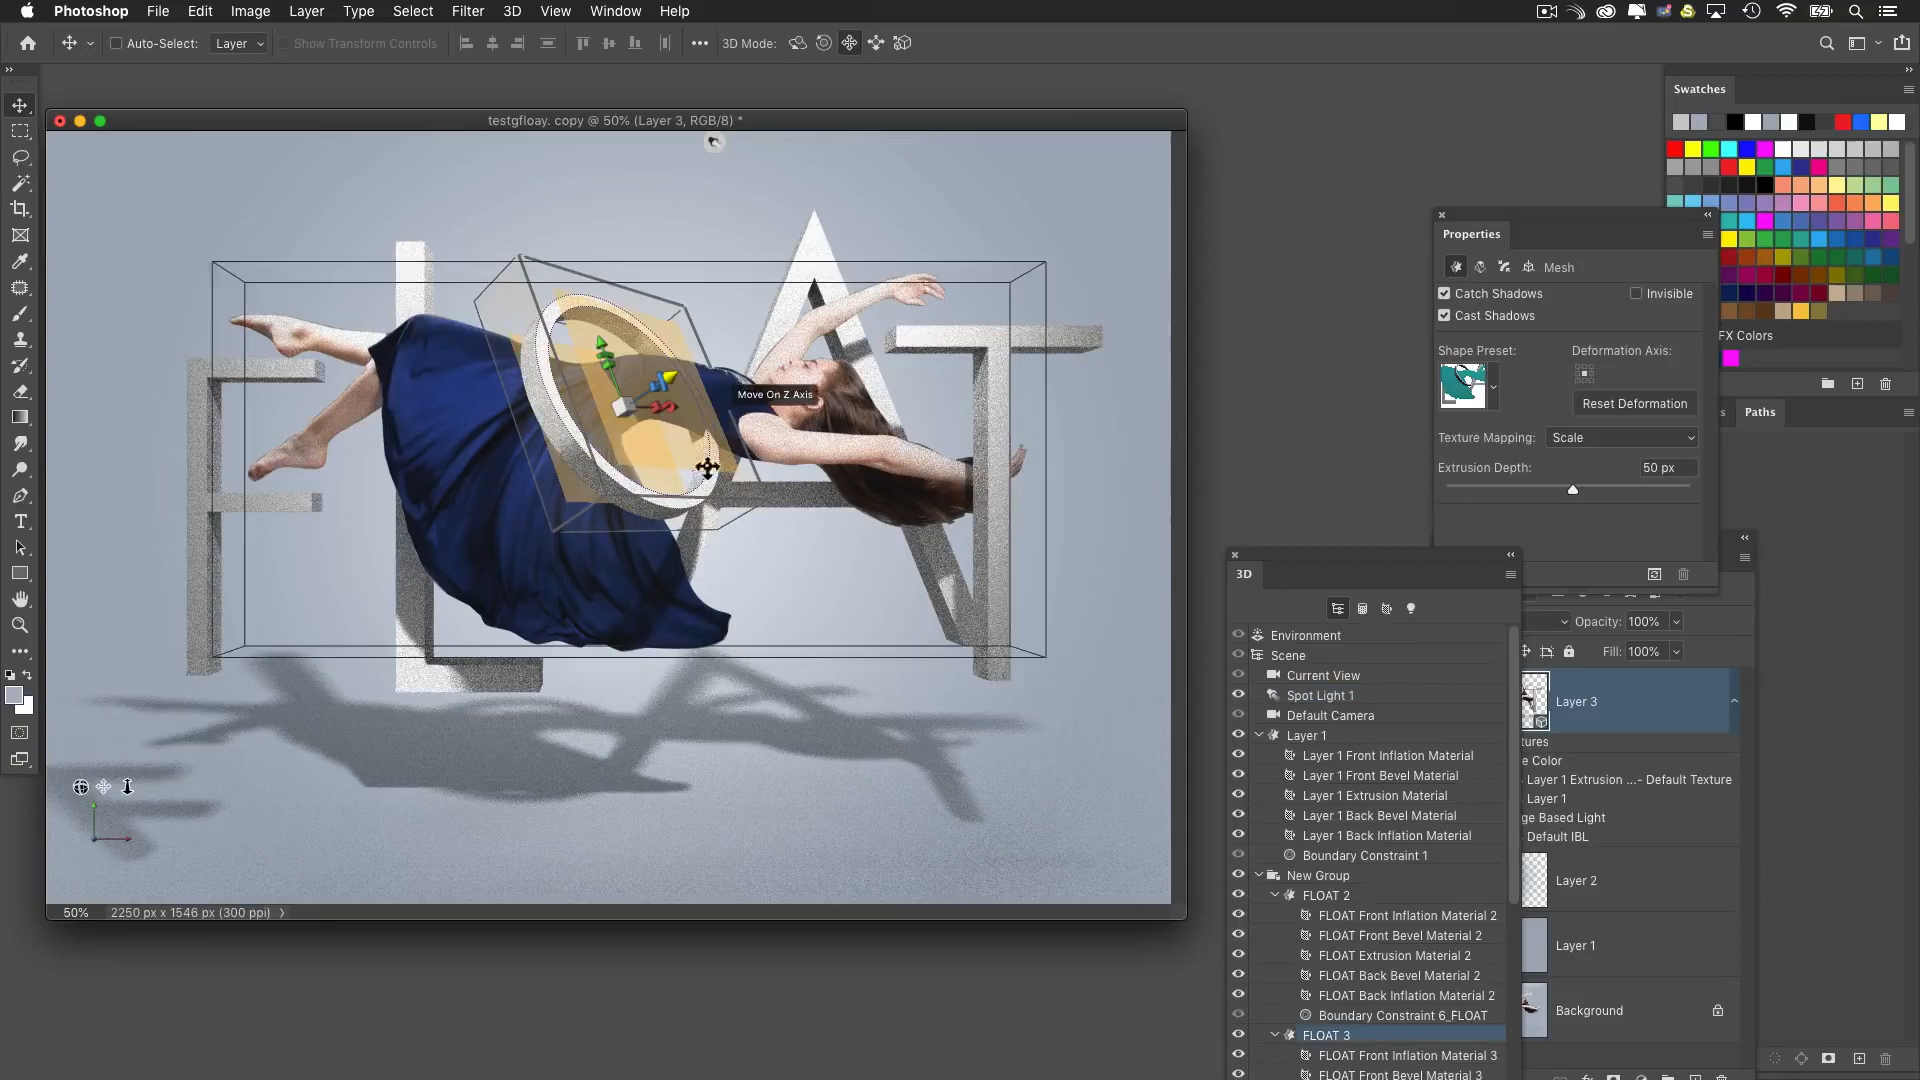 Photoshop File Edit Image Layer Type Select Filter 3D View Window Help
Auto-Select: Layer Show Transform Controls 3D Mode:
testgfloay. copy @ 50% (Layer 3, RGB/8) *
Swatches
Properties
Mesh
Catch Shadows Invisible
Cast Shadows
FX Colors
Shape Preset: Deformation Axis:
Reset Deformation
Paths
Texture Mapping: Scale
Extrusion Depth: 50 px
FLOAT
Move On Z Axis
3D
Opacity: 100%
Fill: 100%
Environment
Scene
Current View
Spot Light 1
Default Camera
Layer 1
Layer 1 Front Inflation Material
Layer 1 Front Bevel Material
Layer 1 Extrusion Material
Layer 1 Back Bevel Material
Layer 1 Back Inflation Material
Boundary Constraint 1
New Group
FLOAT 2
FLOAT Front Inflation Material 2
FLOAT Front Bevel Material 2
FLOAT Extrusion Material 2
FLOAT Back Bevel Material 2
FLOAT Back Inflation Material 2
Boundary Constraint 6_FLOAT
FLOAT 3
FLOAT Front Inflation Material 3
FLOAT Front Bevel Material 3
Layer 3
tures
e Color
Layer 1 Extrusion ...- Default Texture
Layer 1
ge Based Light
Default IBL
Layer 2
Layer 1
Background
50% 2250 px x 1546 px (300 ppi)